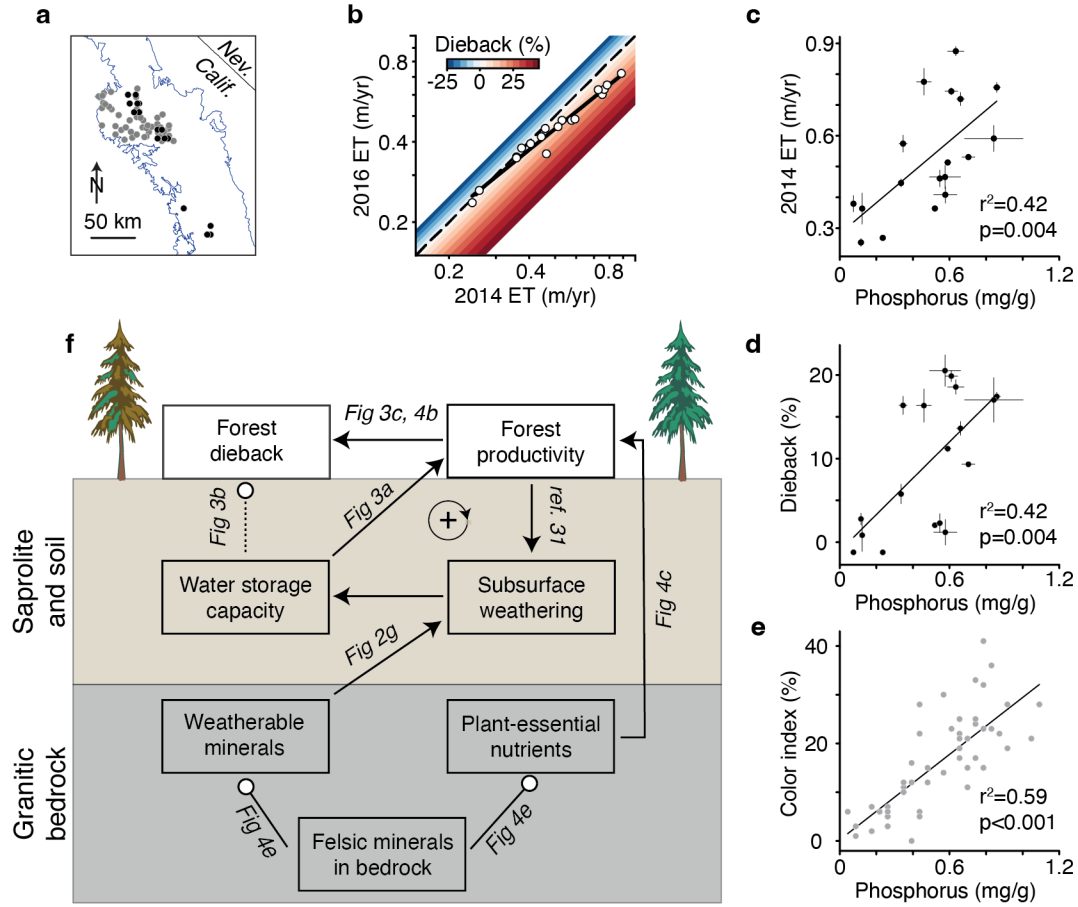 a
Nev.
Calif.
N
50 km
b
Dieback (%)
-25 0 25
0.8
0.4
0.2
2016 ET (m/yr)
0.2 0.4 0.8
2014 ET (m/yr)
c
0.9
0.6
0.3
2014 ET (m/yr)
r²=0.42
p=0.004
0 0.6 1.2
Phosphorus (mg/g)
d
20
10
0
Dieback (%)
r²=0.42
p=0.004
0 0.6 1.2
Phosphorus (mg/g)
e
40
20
0
Color index (%)
r²=0.59
p<0.001
0 0.6 1.2
Phosphorus (mg/g)
f
Forest
dieback
Fig 3c, 4b
Forest
productivity
Fig 3b
Fig 3a
+
ref. 31
Fig 4c
Saprolite
and soil
Water storage
capacity
Subsurface
weathering
Fig 2g
Granitic
bedrock
Weatherable
minerals
Plant-essential
nutrients
Fig 4e
Fig 4e
Felsic minerals
in bedrock